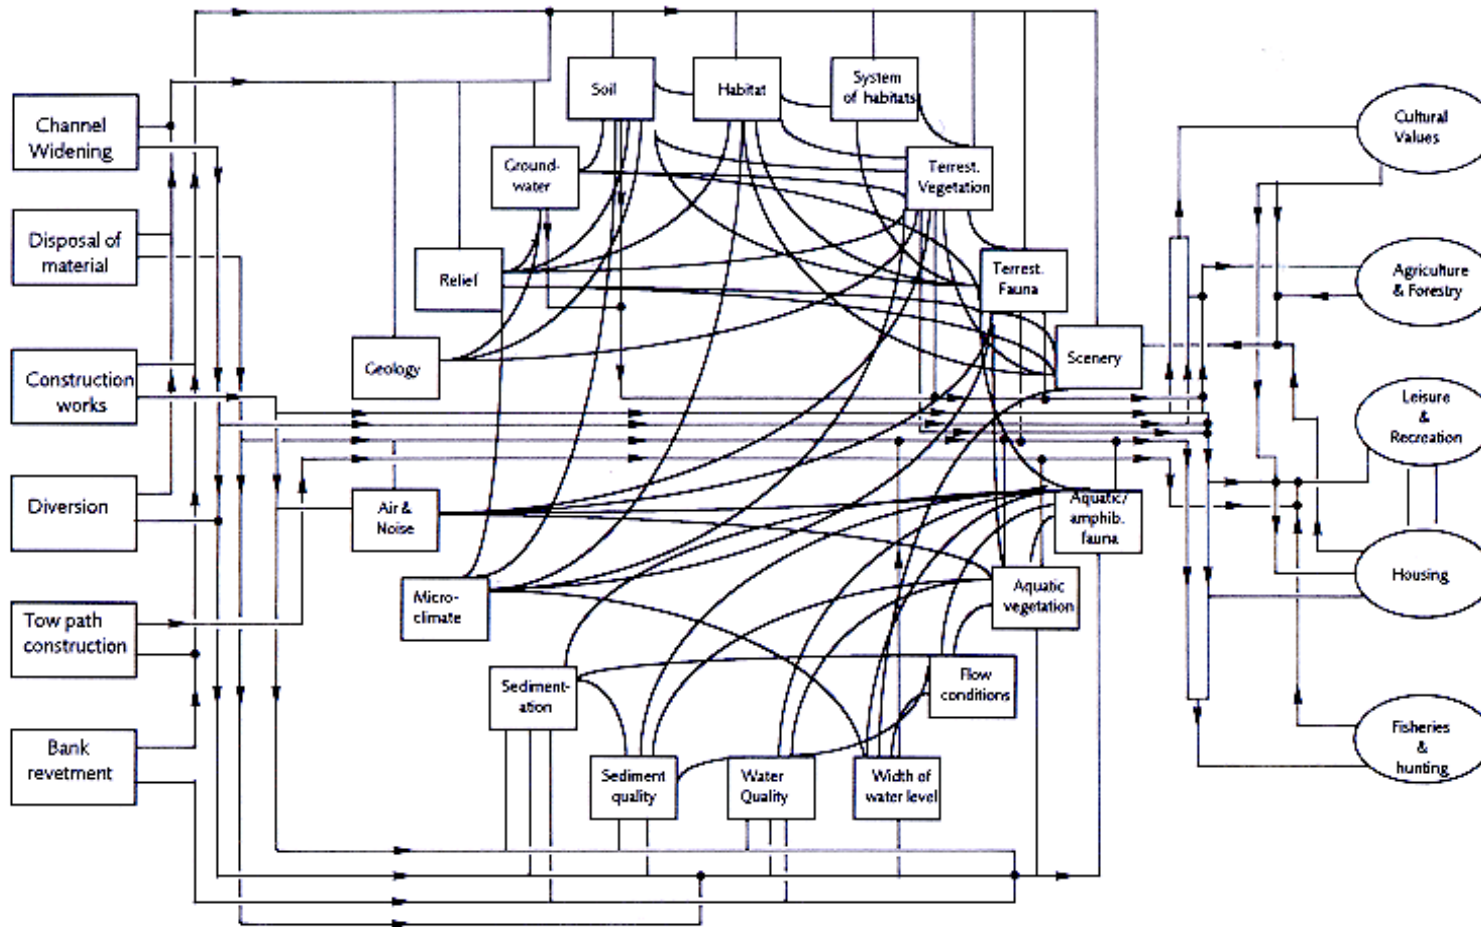 Channel
Widening
Disposal of
material
Construction
works
Diversion
Tow path
construction
Bank
revetment
Soil
Habitat
System
of habitats
Ground-
water
Terrest.
Vegetation
Relief
Terrest.
Fauna
Geology
Scenery
Air &
Noise
Aquatic/
amphib.
fauna
Micro-
climate
Aquatic
vegetation
Sediment-
ation
Flow
conditions
Sediment
quality
Water
Quality
Width of
water level
Cultural
Values
Agriculture
& Forestry
Leisure
&
Recreation
Housing
Fisheries
&
hunting